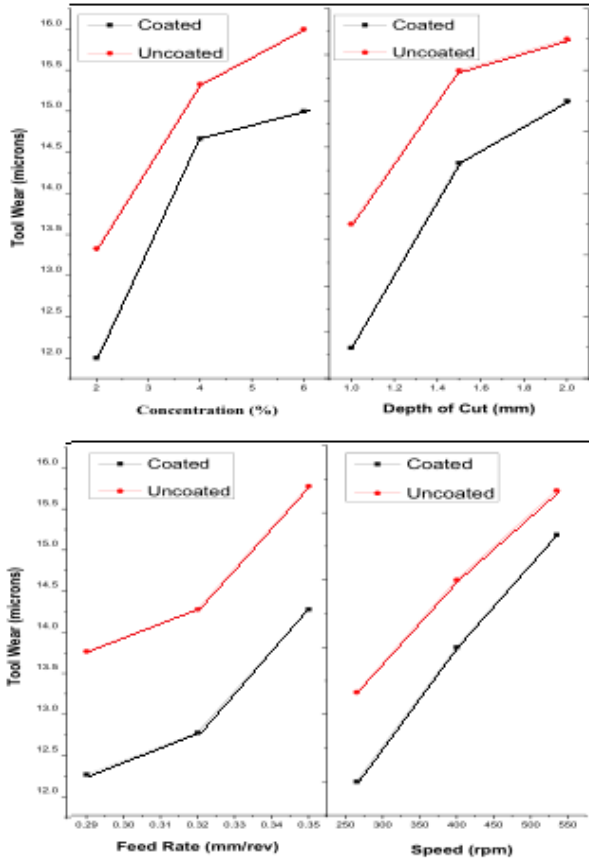 Coated
Uncoated
Coated
Uncoated
16.0
15.5
15.0
14.5
14.0
13.5
13.0
12.5
12.0
Tool Wear (microns)
2 3 4 5 6
Concentration (%)
1.0 1.2 1.4 1.6 1.8 2.0
Depth of Cut (mm)
Coated
Uncoated
Coated
Uncoated
16.0
15.5
15.0
14.5
14.0
13.5
13.0
12.5
12.0
Tool Wear (microns)
0.29 0.30 0.31 0.32 0.33 0.34 0.35
Feed Rate (mm/rev)
250 300 350 400 450 500 550
Speed (rpm)